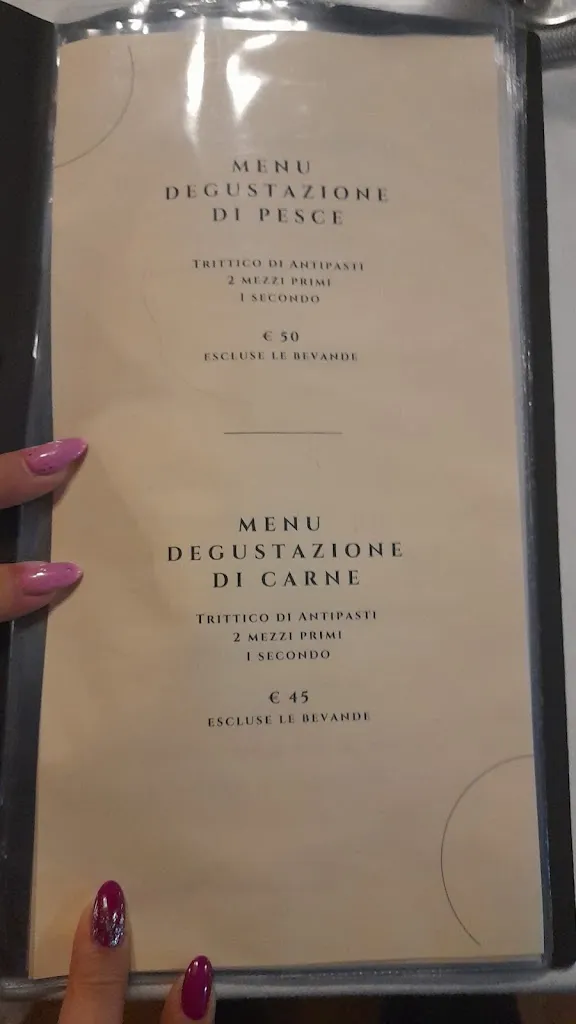 MENU
DEGUSTAZIONE
DI PESCE
TRITTICO DI ANTIPASTI
2 MEZZI PRIMI
1 SECONDO
€ 50
ESCLUSE LE BEVANDE
MENU
DEGUSTAZIONE
DI CARNE
TRITTICO DI ANTIPASTI
2 MEZZI PRIMI
1 SECONDO
€ 45
ESCLUSE LE BEVANDE